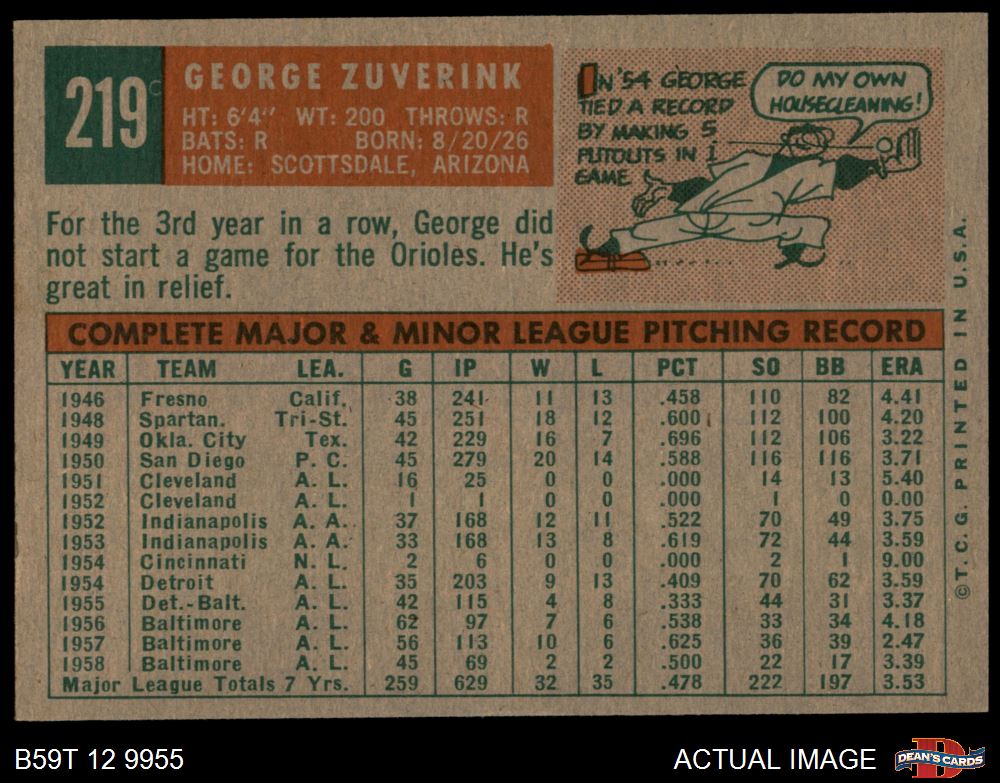 219
GEORGE ZUVERINK
HT: 6'4" WT: 200 THROWS: R
BATS: R BORN: 8/20/26
HOME: SCOTTSDALE, ARIZONA
IN '54 GEORGE
TIED A RECORD
BY MAKING 5
PUTOUTS IN 1
GAME
DO MY OWN
HOUSECLEANING!
For the 3rd year in a row, George did
not start a game for the Orioles. He's
great in relief.
COMPLETE MAJOR & MINOR LEAGUE PITCHING RECORD
YEAR TEAM LEA. G IP W L PCT SO BB ERA
1946 Fresno Calif. 38 241 11 13 .458 110 82 4.41
1948 Spartan. Tri-St. 45 251 18 12 .600 112 100 4.20
1949 Okla. City Tex. 42 229 16 7 .696 112 106 3.22
1950 San Diego P. C. 45 279 20 14 .588 116 116 3.71
1951 Cleveland A. L. 16 25 0 0 .000 14 13 5.40
1952 Cleveland A. L. 1 1 0 0 .000 1 0 0.00
1952 Indianapolis A. A. 37 168 12 11 .522 70 49 3.75
1953 Indianapolis A. A. 33 168 13 8 .619 72 44 3.59
1954 Cincinnati N. L. 2 6 0 0 .000 2 1 9.00
1954 Detroit A. L. 35 203 9 13 .409 70 62 3.59
1955 Det.-Balt. A. L. 42 115 4 8 .333 44 31 3.37
1956 Baltimore A. L. 62 97 7 6 .538 33 34 4.18
1957 Baltimore A. L. 56 113 10 6 .625 36 39 2.47
1958 Baltimore A. L. 45 69 2 2 .500 22 17 3.39
Major League Totals 7 Yrs. 259 629 32 35 .478 222 197 3.53
©T. C. G. PRINTED IN U.S.A.
B59T 12 9955
ACTUAL IMAGE
DEAN'S CARDS